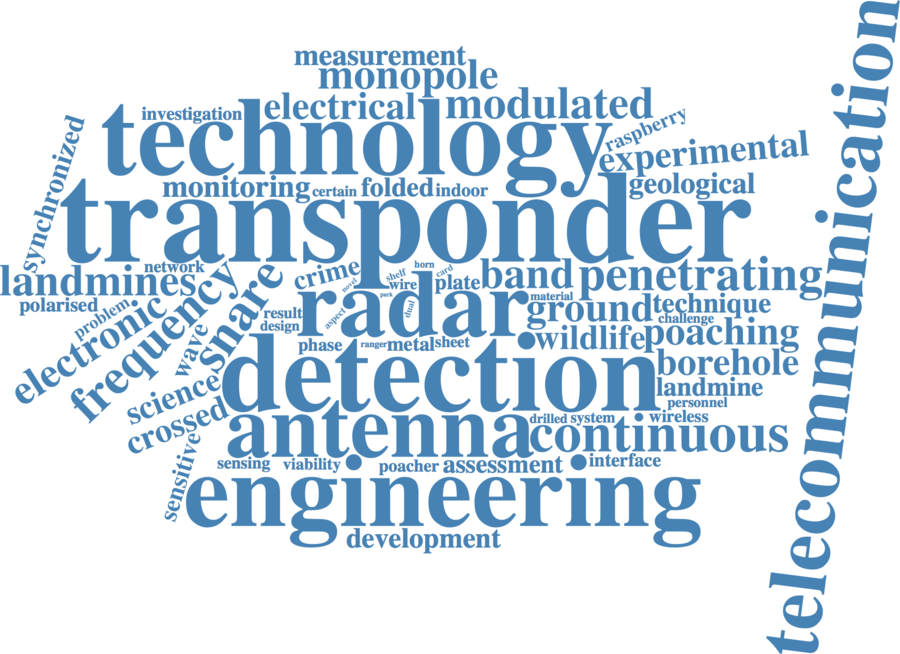 measurement
monopole
investigation
electrical
modulated
technology
raspberry
experimental
synchronized
monitoring
certain
folded
indoor
geological
transponder
telecommunication
landmines
network
frequency
snare
crime
novel
shelf
horn
card
wire
plate
band
penetrating
polarised
problem
electronic
wave
result
design
radar
park
aspect
dual
material
ground
technique
challenge
phase
ranger
metal
sheet
wildlife
poaching
science
detection
borehole
landmine
personnel
crossed
antenna
drilled
system
wireless
continuous
sensitive
sensing
viability
poacher
assessment
interface
engineering
development